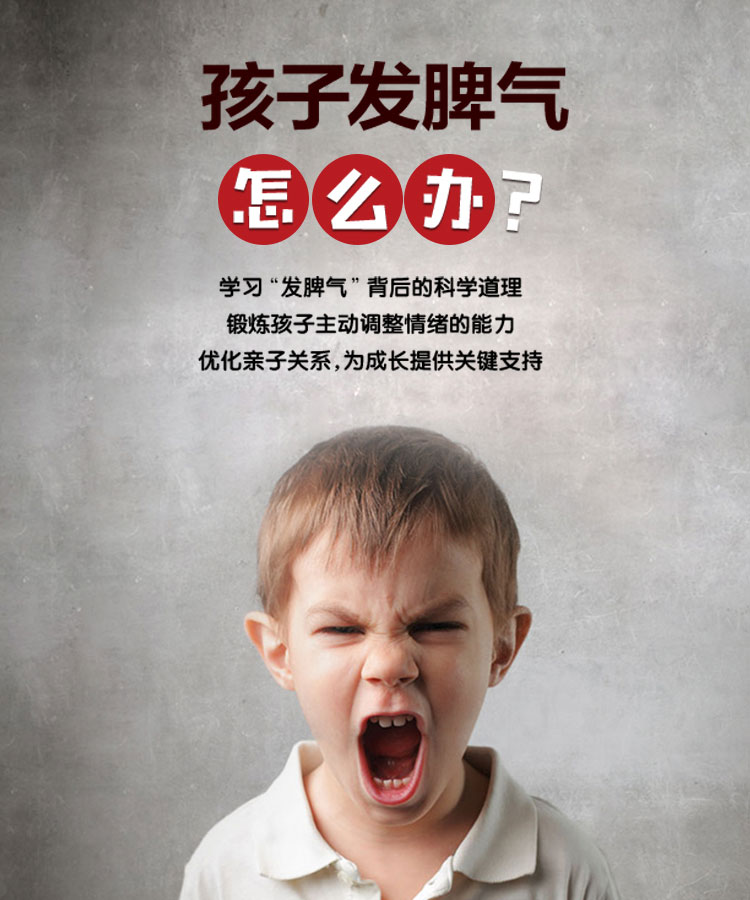 孩子发脾气
怎么办?
学习“发脾气”背后的科学道理
锻炼孩子主动调整情绪的能力
优化亲子关系,为成长提供关键支持